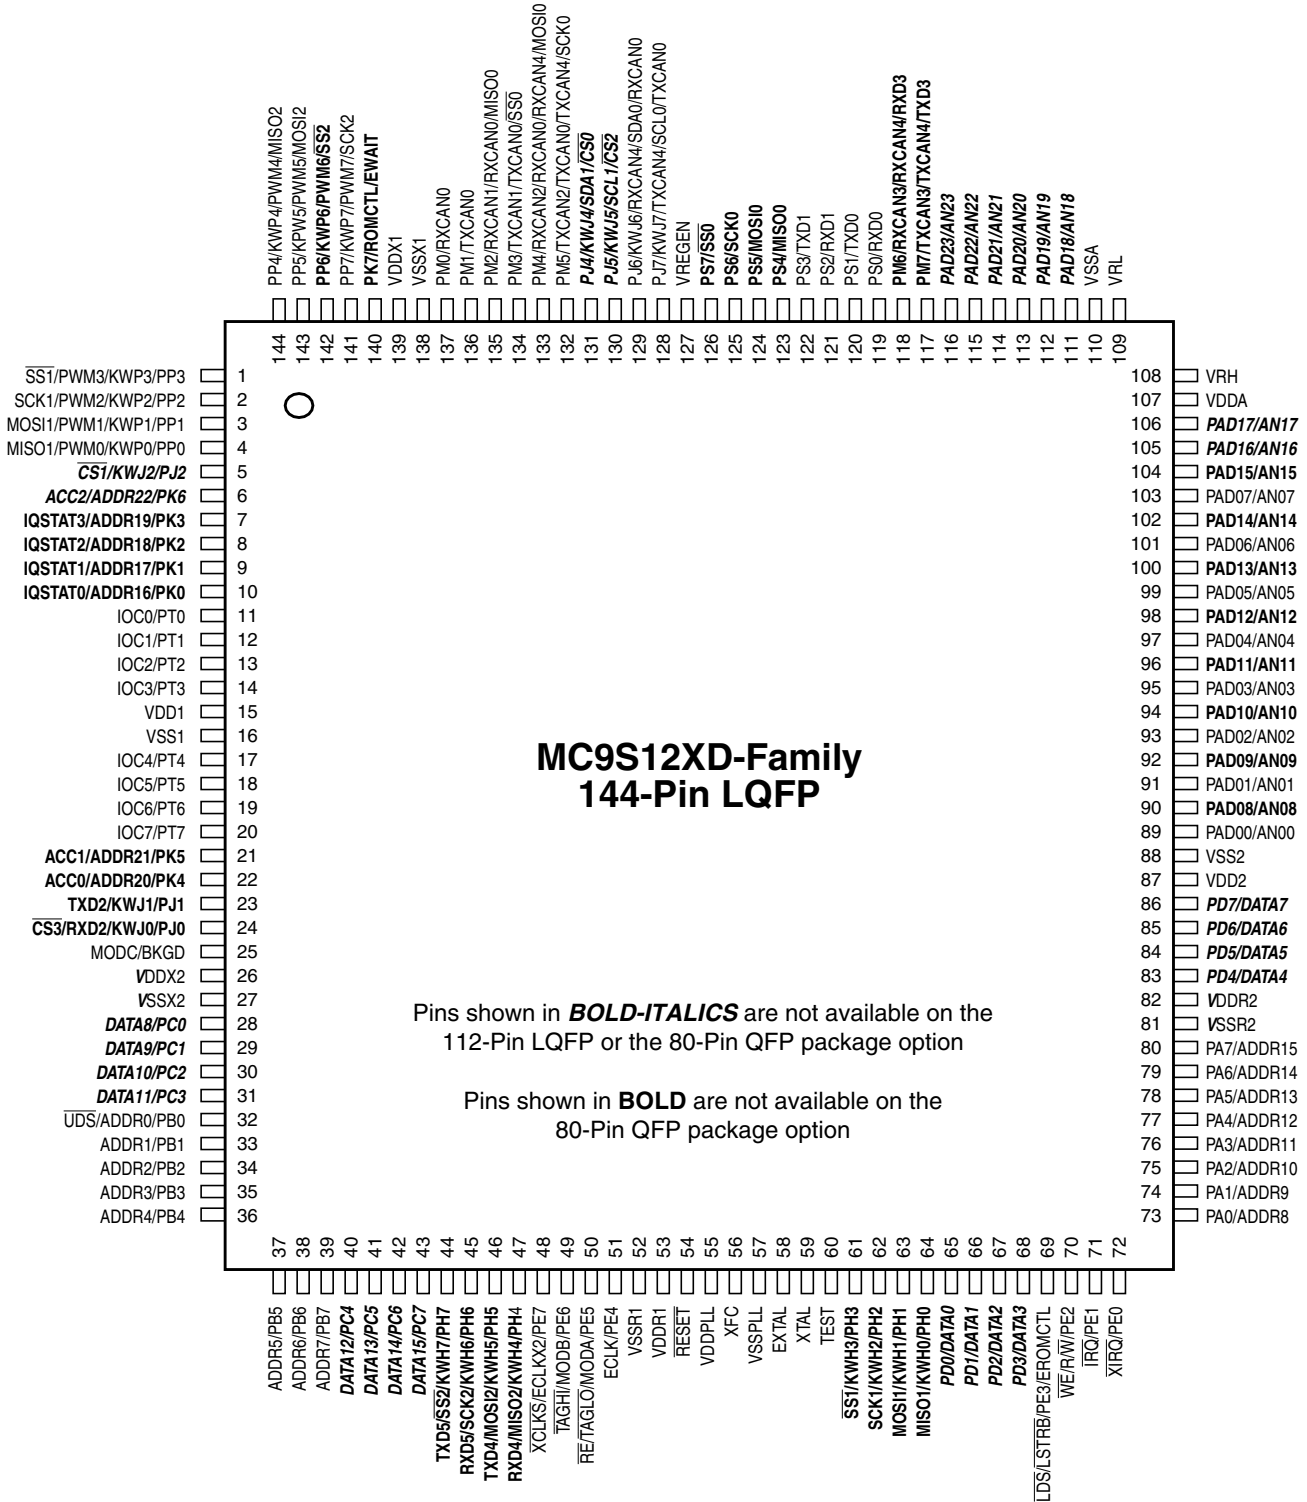 PP4/KWP4/PWM4/MISO2
PP5/KPW5/PWM5/MOSI2
PP6/KWP6/PWM6/SS2
PP7/KWP7/PWM7/SCK2
PK7/ROMCTL/EWAIT
VDDX1
VSSX1
PM0/RXCAN0
PM1/TXCAN0
PM2/RXCAN1/RXCAN0/MISO0
PM3/TXCAN1/TXCAN0/SS0
PM4/RXCAN2/RXCAN0/RXCAN4/MOSI0
PM5/TXCAN2/TXCAN0/TXCAN4/SCK0
PJ4/KWJ4/SDA1/CS0
PJ5/KWJ5/SCL1/CS2
PJ6/KWJ6/RXCAN4/SDA0/RXCAN0
PJ7/KWJ7/TXCAN4/SCL0/TXCAN0
VREGEN
PS7/SS0
PS6/SCK0
PS5/MOSI0
PS4/MISO0
PS3/TXD1
PS2/RXD1
PS1/TXD0
PS0/RXD0
PM6/RXCAN3/RXCAN4/RXD3
PM7/TXCAN3/TXCAN4/TXD3
PAD23/AN23
PAD22/AN22
PAD21/AN21
PAD20/AN20
PAD19/AN19
PAD18/AN18
VSSA
VRL
144
143
142
141
140
139
138
137
136
135
134
133
132
131
130
129
128
127
126
125
124
123
122
121
120
119
118
117
116
115
114
113
112
111
110
109
SS1/PWM3/KWP3/PP3 1
SCK1/PWM2/KWP2/PP2 2
MOSI1/PWM1/KWP1/PP1 3
MISO1/PWM0/KWP0/PP0 4
CS1/KWJ2/PJ2 5
ACC2/ADDR22/PK6 6
IQSTAT3/ADDR19/PK3 7
IQSTAT2/ADDR18/PK2 8
IQSTAT1/ADDR17/PK1 9
IQSTAT0/ADDR16/PK0 10
IOC0/PT0 11
IOC1/PT1 12
IOC2/PT2 13
IOC3/PT3 14
VDD1 15
VSS1 16
IOC4/PT4 17
IOC5/PT5 18
IOC6/PT6 19
IOC7/PT7 20
ACC1/ADDR21/PK5 21
ACC0/ADDR20/PK4 22
TXD2/KWJ1/PJ1 23
CS3/RXD2/KWJ0/PJ0 24
MODC/BKGD 25
VDDX2 26
VSSX2 27
DATA8/PC0 28
DATA9/PC1 29
DATA10/PC2 30
DATA11/PC3 31
UDS/ADDR0/PB0 32
ADDR1/PB1 33
ADDR2/PB2 34
ADDR3/PB3 35
ADDR4/PB4 36
MC9S12XD-Family
144-Pin LQFP
Pins shown in BOLD-ITALICS are not available on the
112-Pin LQFP or the 80-Pin QFP package option
Pins shown in BOLD are not available on the
80-Pin QFP package option
108 VRH
107 VDDA
106 PAD17/AN17
105 PAD16/AN16
104 PAD15/AN15
103 PAD07/AN07
102 PAD14/AN14
101 PAD06/AN06
100 PAD13/AN13
99 PAD05/AN05
98 PAD12/AN12
97 PAD04/AN04
96 PAD11/AN11
95 PAD03/AN03
94 PAD10/AN10
93 PAD02/AN02
92 PAD09/AN09
91 PAD01/AN01
90 PAD08/AN08
89 PAD00/AN00
88 VSS2
87 VDD2
86 PD7/DATA7
85 PD6/DATA6
84 PD5/DATA5
83 PD4/DATA4
82 VDDR2
81 VSSR2
80 PA7/ADDR15
79 PA6/ADDR14
78 PA5/ADDR13
77 PA4/ADDR12
76 PA3/ADDR11
75 PA2/ADDR10
74 PA1/ADDR9
73 PA0/ADDR8
37
38
39
40
41
42
43
44
45
46
47
48
49
50
51
52
53
54
55
56
57
58
59
60
61
62
63
64
65
66
67
68
69
70
71
72
ADDR5/PB5
ADDR6/PB6
ADDR7/PB7
DATA12/PC4
DATA13/PC5
DATA14/PC6
DATA15/PC7
TXD5/SS2/KWH7/PH7
RXD5/SCK2/KWH6/PH6
TXD4/MOSI2/KWH5/PH5
RXD4/MISO2/KWH4/PH4
XCLKS/ECLKX2/PE7
TAGHI/MODB/PE6
RE/TAGLO/MODA/PE5
ECLK/PE4
VSSR1
VDDR1
RESET
VDDPLL
XFC
VSSPLL
EXTAL
XTAL
TEST
SS1/KWH3/PH3
SCK1/KWH2/PH2
MOSI1/KWH1/PH1
MISO1/KWH0/PH0
PD0/DATA0
PD1/DATA1
PD2/DATA2
PD3/DATA3
LDS/LSTRB/PE3/EROMCTL
WE/R/W/PE2
IRQ/PE1
XIRQ/PE0